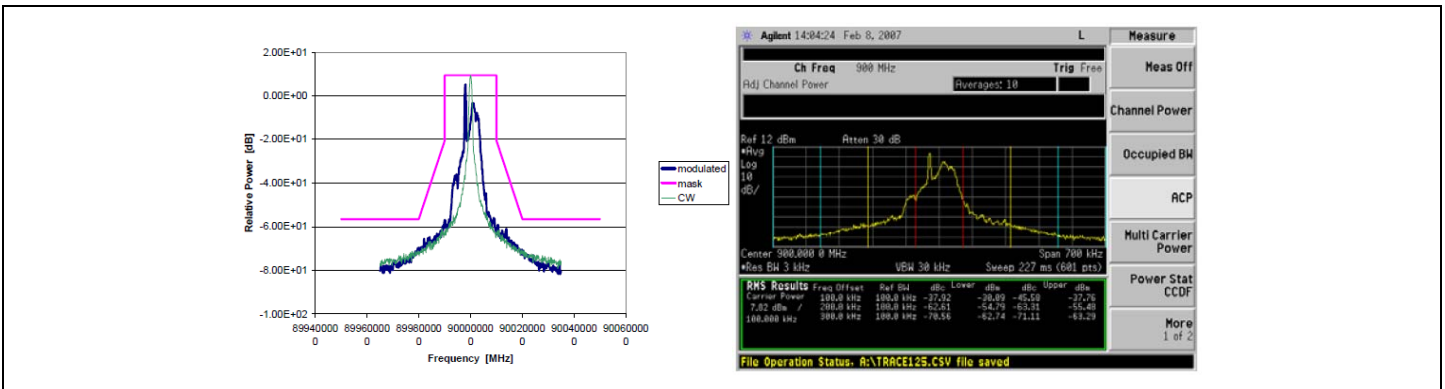 2.00E+01
0.00E+00
-2.00E+01
-4.00E+01
-6.00E+01
-8.00E+01
-1.00E+02
Relative Power [dB]
89940000 89960000 89980000 90000000 90020000 90040000 90060000
0 0 0 0 0 0 0
Frequency [MHz]
modulated
mask
CW
Agilent 14:04:24 Feb 8, 2007 L
Ch Freq 900 MHz Trig Free
Adj Channel Power Averages: 10
Ref 12 dBm Atten 30 dB
*Avg
Log
10
dB/
Center 900.000 0 MHz Span 700 kHz
*Res BW 3 kHz VBW 30 kHz Sweep 227 ms (601 pts)
RMS Results Freq Offset Ref BW dBc Lower dBm dBc Upper dBm
Carrier Power 100.0 kHz 100.0 kHz -37.92 -30.09 -45.58 -37.76
7.82 dBm / 200.0 kHz 100.0 kHz -62.61 -54.79 -63.31 -55.48
100.000 kHz 300.0 kHz 100.0 kHz -70.56 -62.74 -71.11 -63.29
File Operation Status, A:\TRACE125.CSV file saved
Measure
Meas Off
Channel Power
Occupied BW
ACP
Multi Carrier
Power
Power Stat
CCDF
More
1 of 2